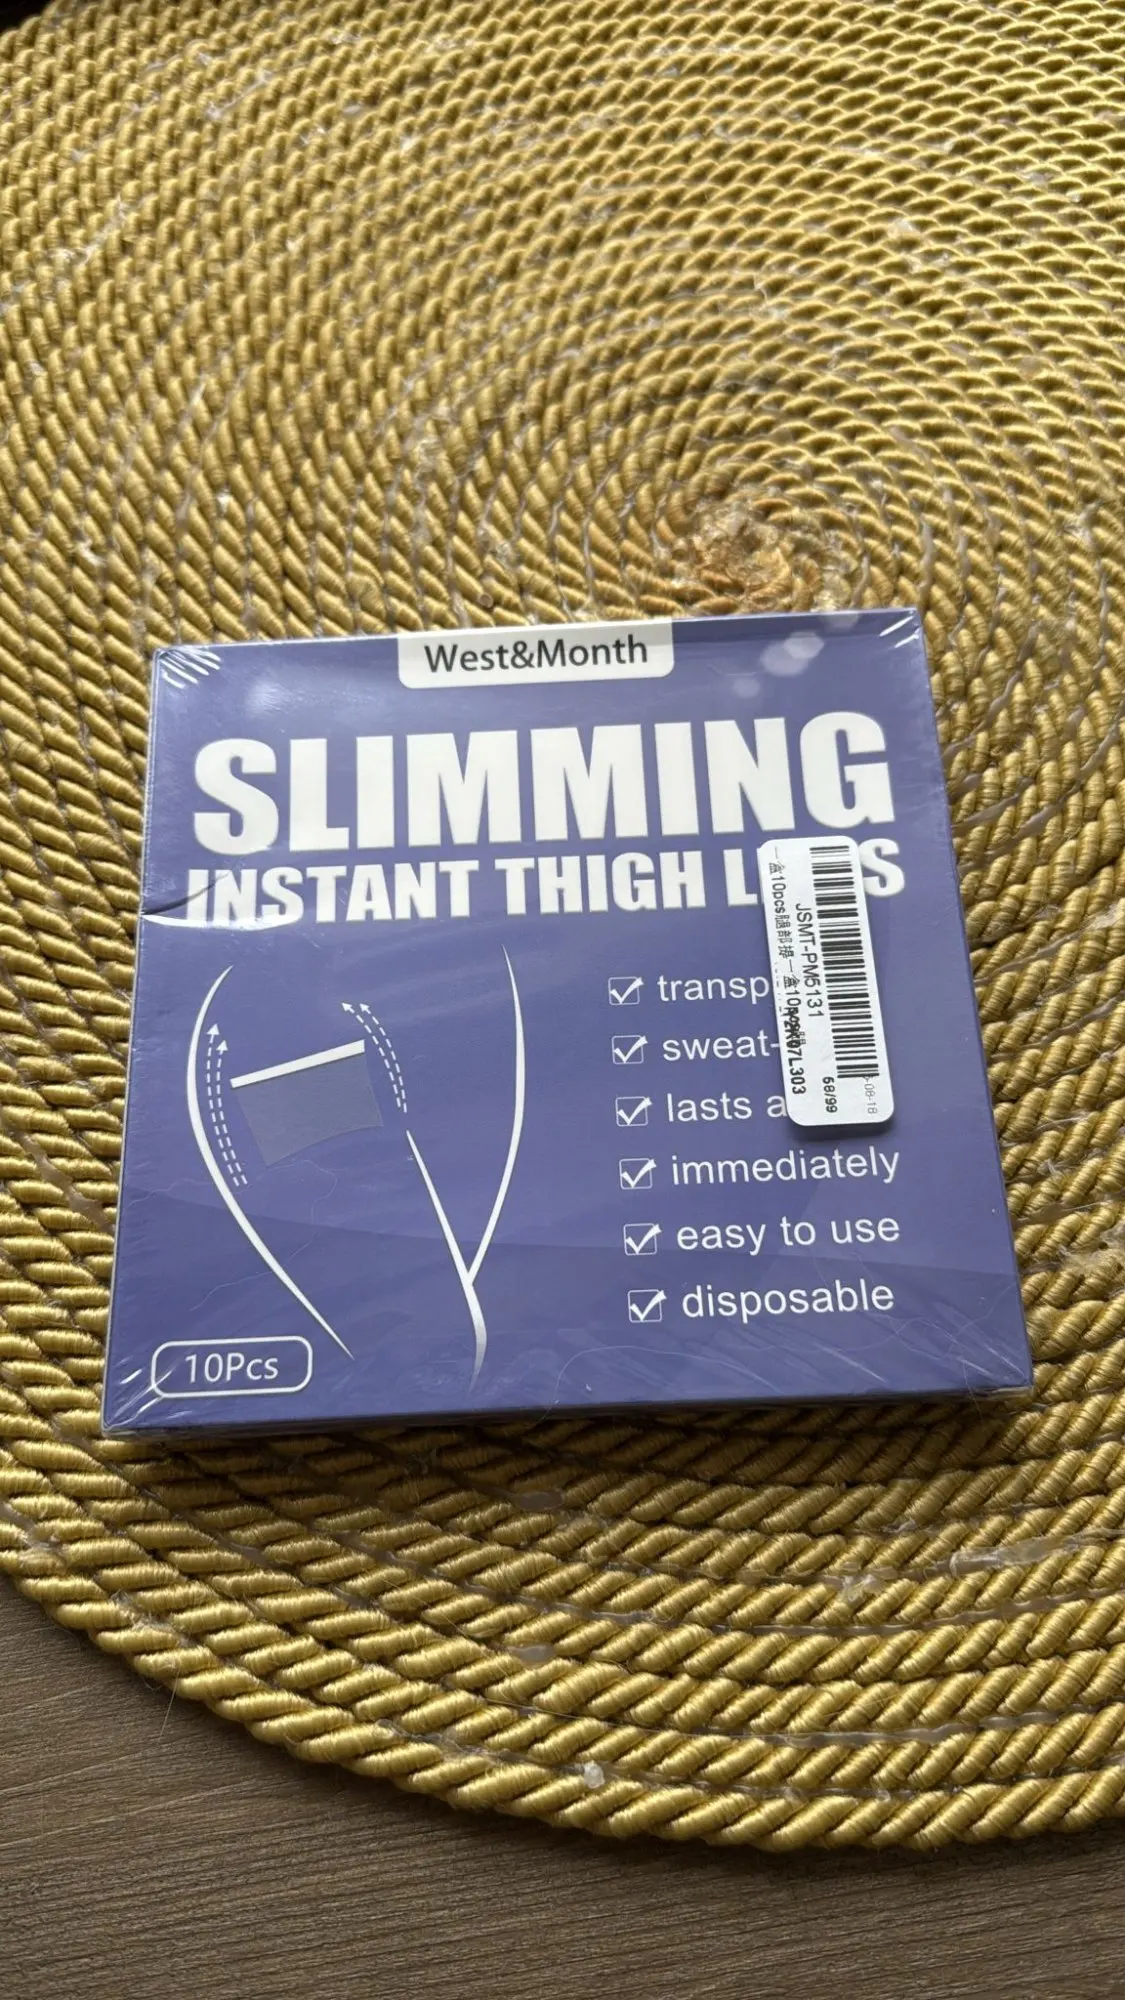 West&Month
SLIMMING
INSTANT THIGH L
S
transp
sweat-
lasts a
immediately
easy to use
disposable
10Pcs
JSMT-PM5131
68/99